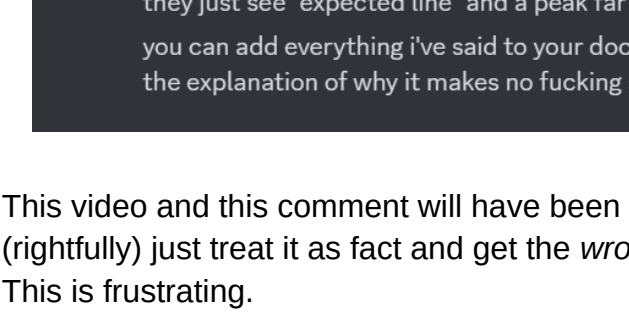 they just see "expected line" and a peak far
you can add everything i've said to your doc
the explanation of why it makes no fucking
This video and this comment will have been
(rightfully) just treat it as fact and get the
This is frustrating.